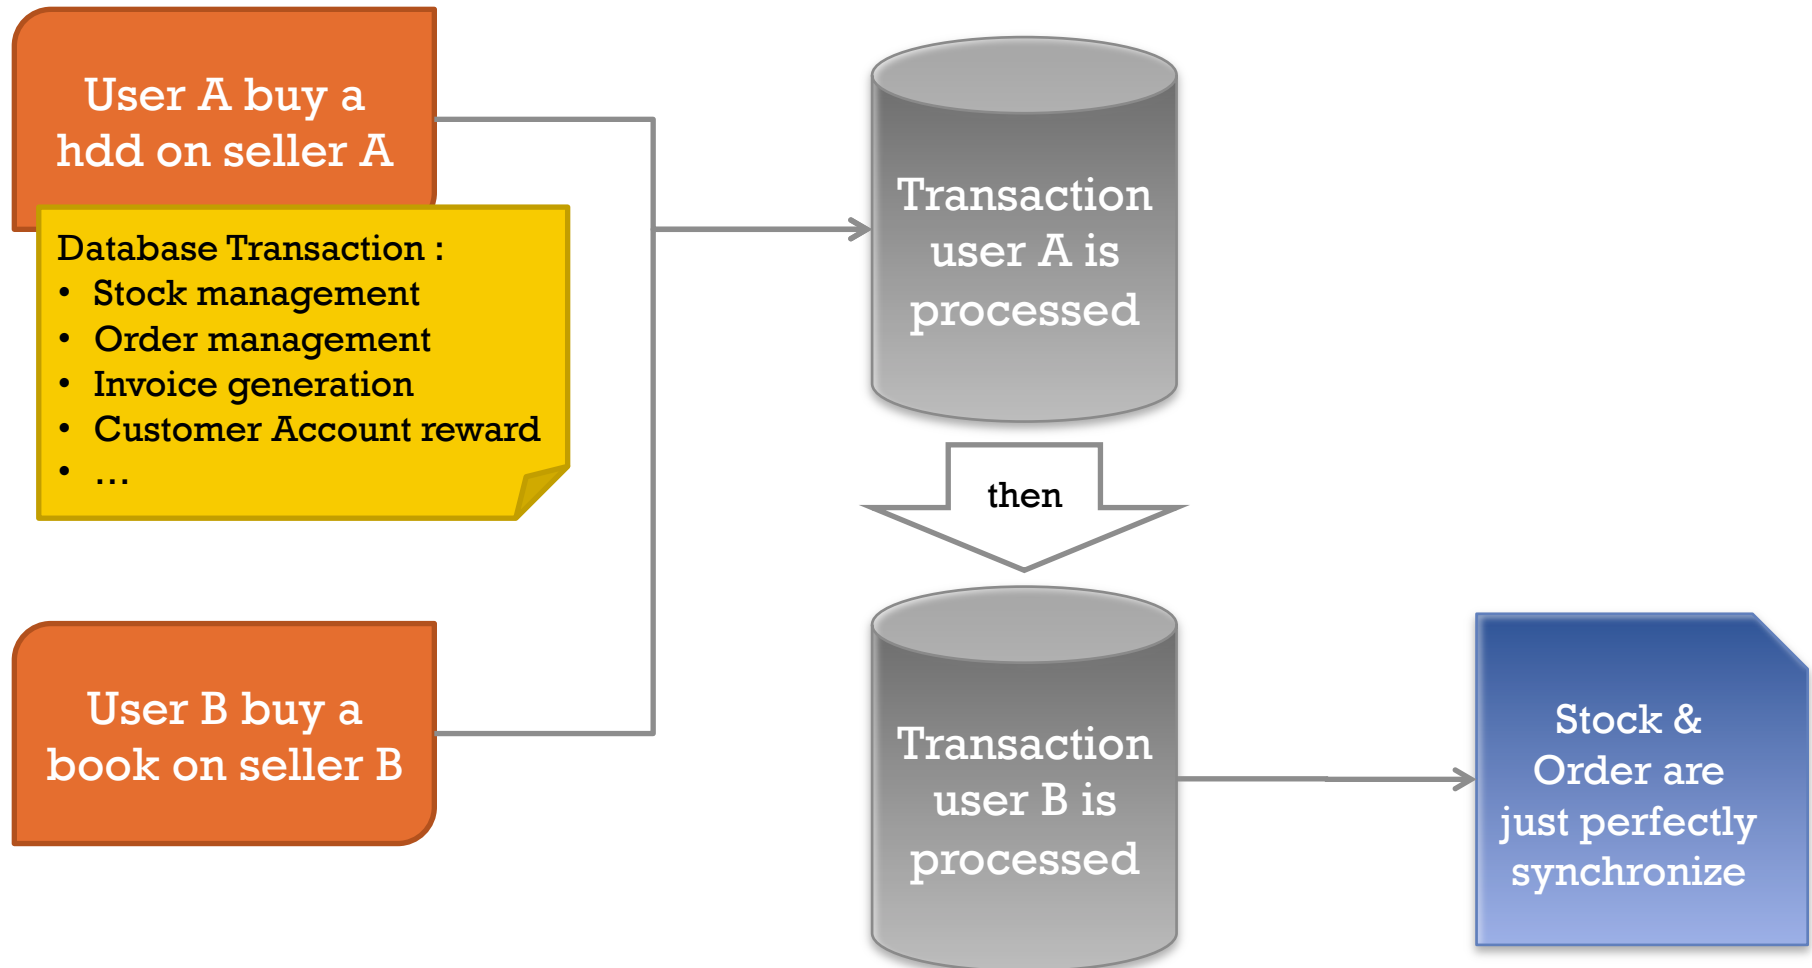 User A buy a
hdd on seller A
Database Transaction :
• Stock management
• Order management
• Invoice generation
• Customer Account reward
• …
User B buy a
book on seller B
Transaction
user A is
processed
then
Transaction
user B is
processed
Stock &
Order are
just perfectly
synchronize